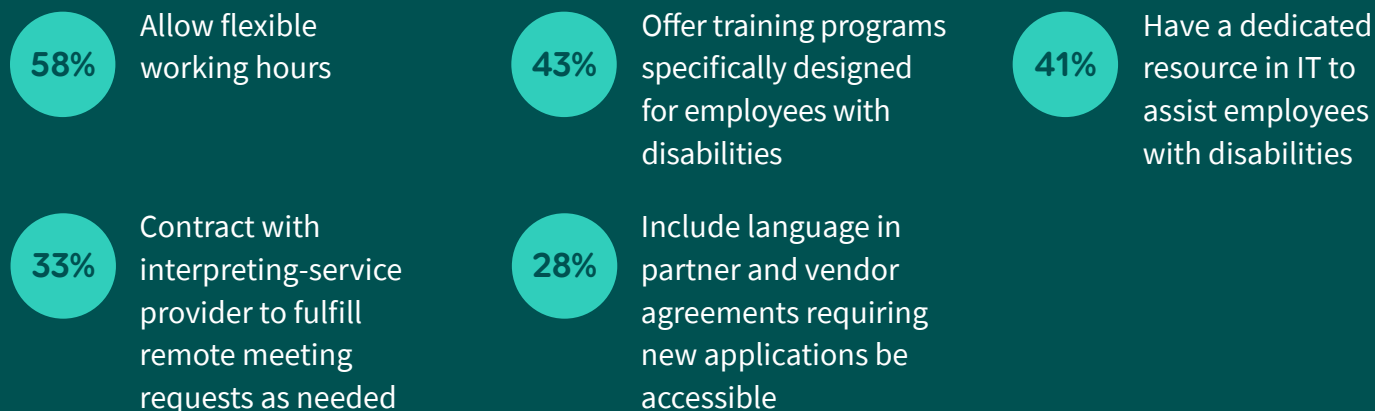 58%
Allow flexible
working hours
43%
Offer training programs
specifically designed
for employees with
disabilities
41%
Have a dedicated
resource in IT to
assist employees
with disabilities
33%
Contract with
interpreting-service
provider to fulfill
remote meeting
requests as needed
28%
Include language in
partner and vendor
agreements requiring
new applications be
accessible